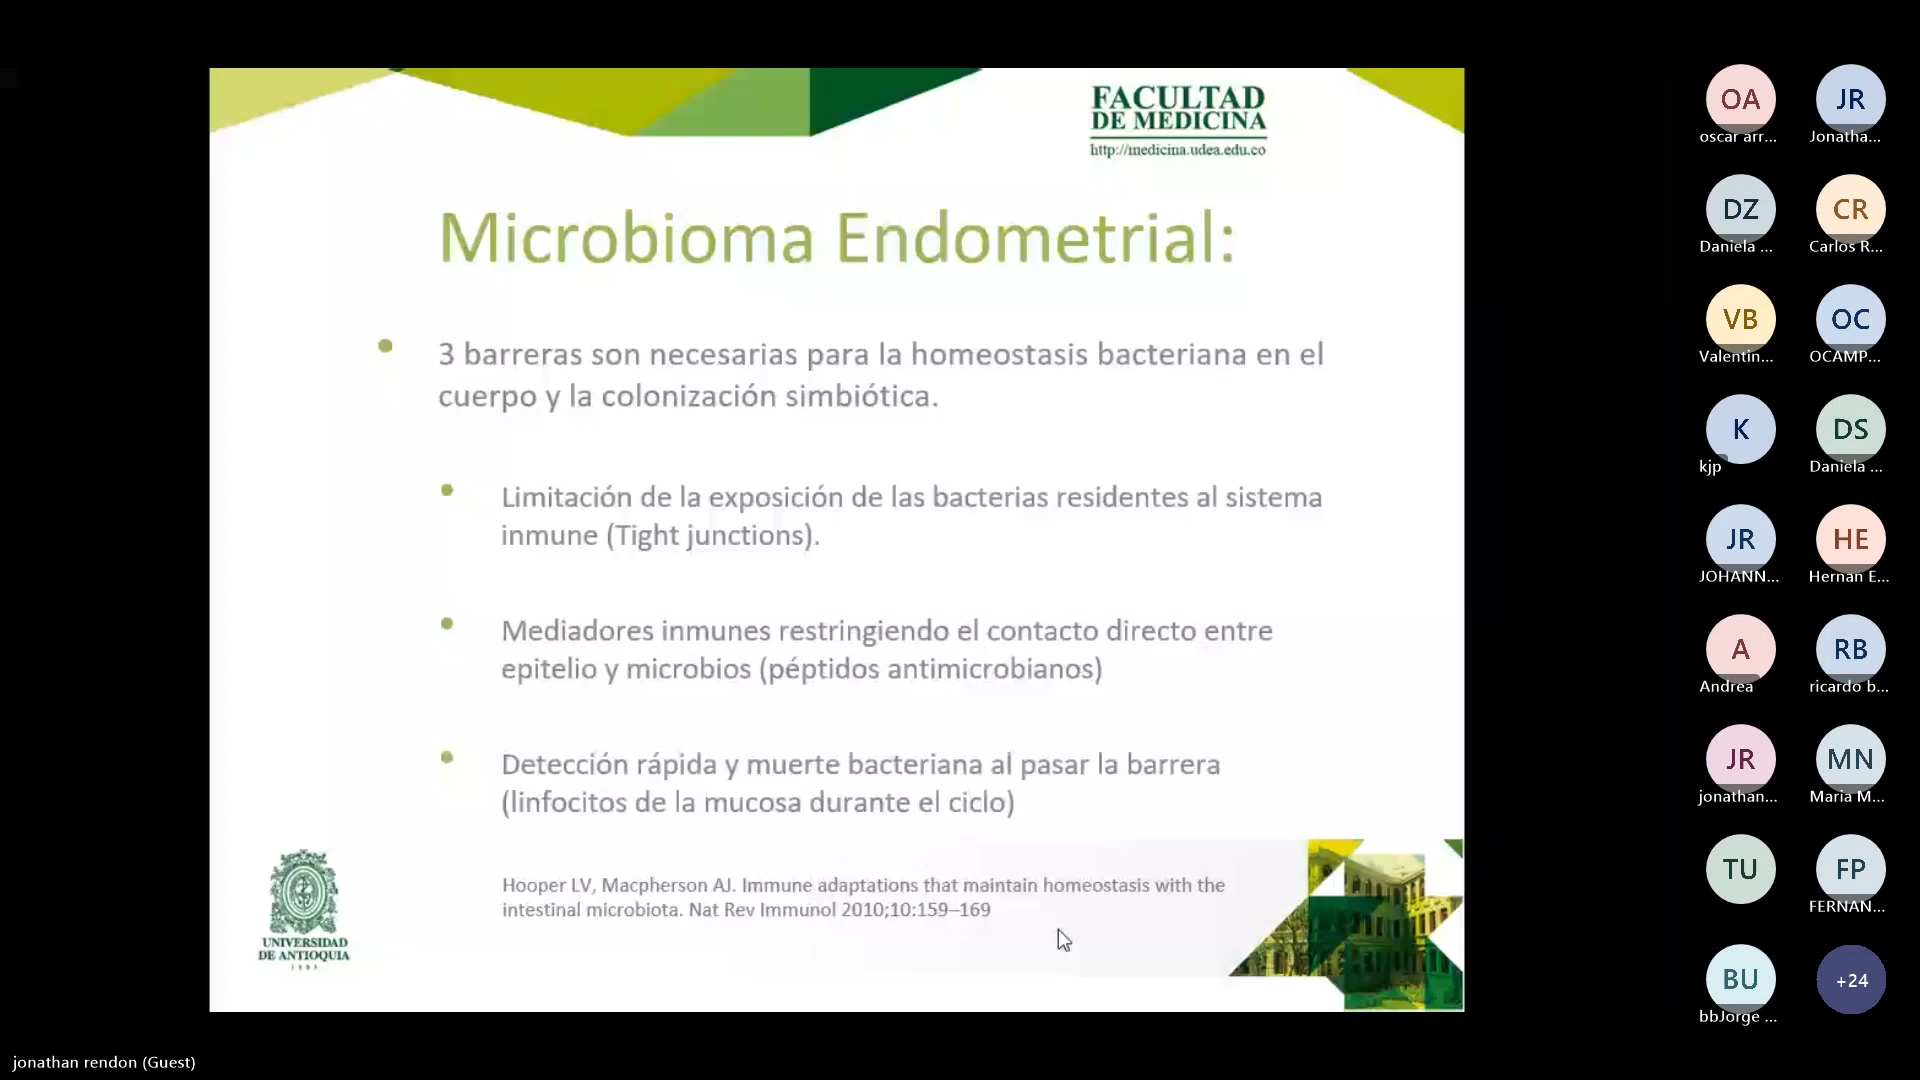 FACULTAD
DE MEDICINA
http://medicina.udea.edu.co
Microbioma Endometrial:
3 barreras son necesarias para la homeostasis bacteriana en el
cuerpo y la colonización simbiótica.
Limitación de la exposición de las bacterias residentes al sistema
inmune (Tight junctions).
Mediadores inmunes restringiendo el contacto directo entre
epitelio y microbios (péptidos antimicrobianos)
Detección rápida y muerte bacteriana al pasar la barrera
(linfocitos de la mucosa durante el ciclo)
Hooper LV, Macpherson AJ. Immune adaptations that maintain homeostasis with the
intestinal microbiota. Nat Rev Immunol 2010;10:159–169
UNIVERSIDAD
DE ANTIOQUIA
OA
oscar arr...
JR
Jonatha...
DZ
Daniela ...
CR
Carlos R...
VB
Valentin...
OC
OCAMP...
K
kjp
DS
Daniela ...
JR
JOHANN...
HE
Hernan E...
A
Andrea
RB
ricardo b...
JR
jonathan...
MN
Maria M...
TU
FP
FERNAN...
BU
bbJorge ...
+24
jonathan rendon (Guest)